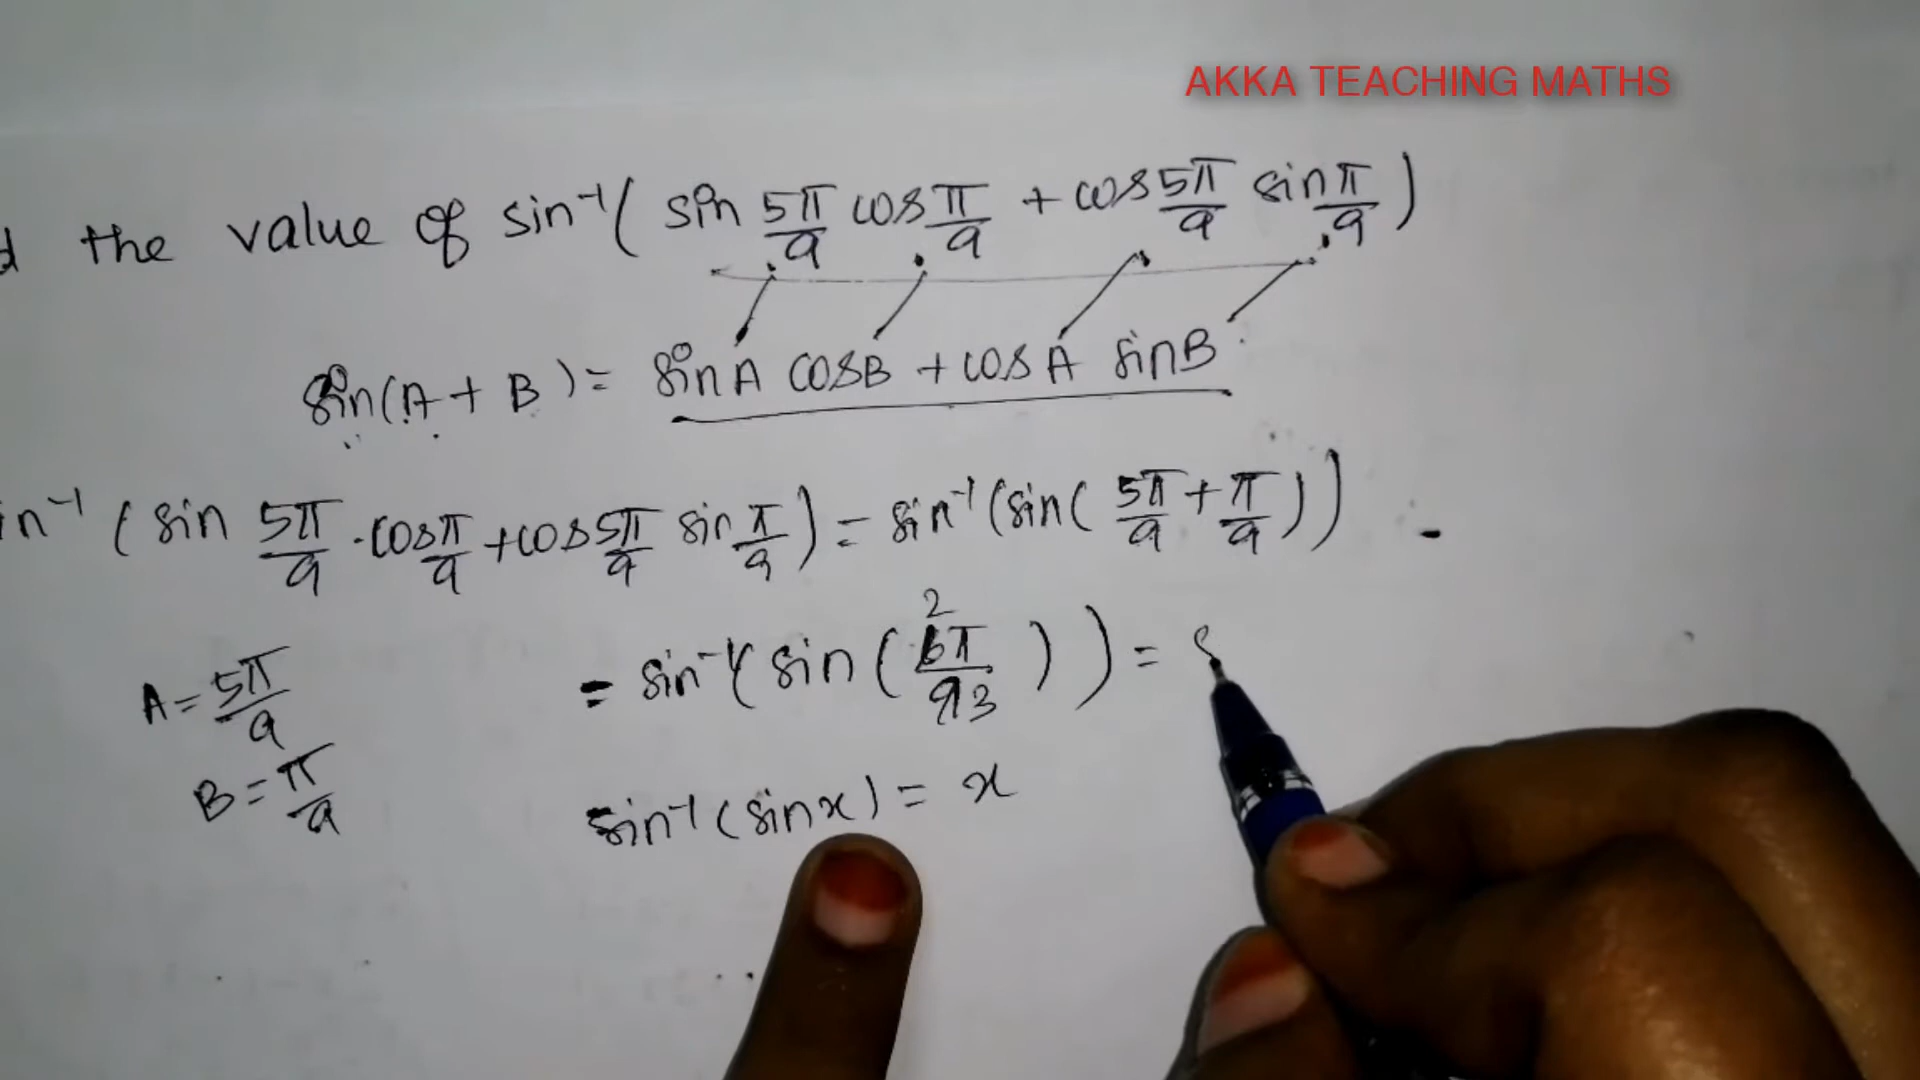 AKKA TEACHING MATHS
the value of sin⁻¹( sin 5π/9 cos π/9 + cos 5π/9 sin π/9 )
sin(A + B) = sin A cos B + cos A sin B
in⁻¹ ( sin 5π/9 . cos π/9 + cos 5π/9 sin π/9 ) = sin⁻¹ (sin( 5π/9 + π/9 ))
2
= sin⁻¹( sin ( 6π/9 3 ) ) =
A = 5π/9
B = π/9
sin⁻¹ (sin x) = x